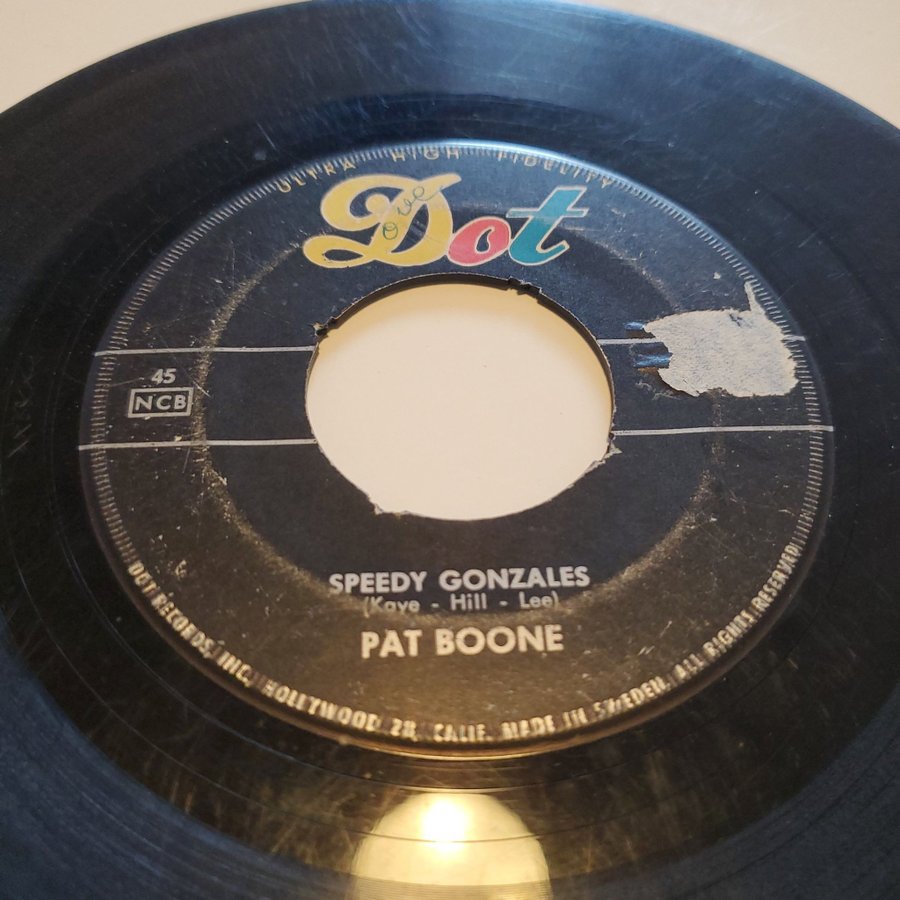 ULTRA HIGH FIDELITY
Dot
45
NCB
SPEEDY GONZALES
(Kaye - Hill - Lee)
PAT BOONE
DOT RECORDS, INC. HOLLYWOOD 28, CALIF. MADE IN SWEDEN. ALL RIGHTS RESERVED